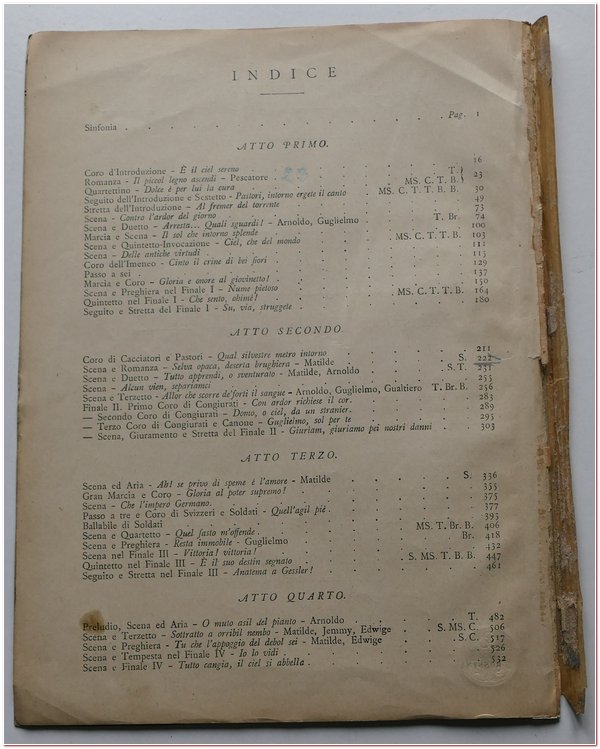 INDICE
Sinfonia . . . . . . . . . . . . Pag. 1
ATTO PRIMO.
Coro d'Introduzione - È il ciel sereno . . . 16
Romanza - Il piccol legno ascendi - Pescatore . . . T. }
Quartettino - Dolce è per lui la cura . . . MS. C. T. B. } 23
Seguito dell'Introduzione e Sestetto - Pastori, intorno ergete il canto MS. C. T. T. B. B. 30
Stretta dell'Introduzione - Al fremer del torrente . . . 49
Scena - Contro l'ardor del giorno . . . 73
Scena e Duetto - Arresta... Quali sguardi! - Arnoldo, Guglielmo . . . T. Br. 74
Marcia e Scena - Il sol che intorno splende . . . 100
Scena e Quintetto-Invocazione - Ciel, che del mondo . . . MS. C. T. T. B. 103
Scena - Delle antiche virtudi . . . 111
Coro dell'Imeneo - Cinto il crine di bei fiori . . . 115
Passo a sei . . . 129
Marcia e Coro - Gloria e onore al giovinetto! . . . 137
Scena e Preghiera nel Finale I - Nume pietoso . . . 150
Quintetto nel Finale I - Che sento, ohimè? . . . MS. C. T. T. B. 164
Seguito e Stretta del Finale I - Su, via, struggete . . . 180
ATTO SECONDO.
Coro di Cacciatori e Pastori - Qual silvestre metro intorno . . . 211
Scena e Romanza - Selva opaca, deserta brughiera - Matilde . . . S. 222
Scena e Duetto - Tutto apprendi, o sventurato - Matilde, Arnoldo . . . S. T. 231
Scena - Alcun vien, separiamci . . . 255
Scena e Terzetto - Allor che scorre de'forti il sangue - Arnoldo, Guglielmo, Gualtiero T. Br. B. 256
Finale II. Primo Coro di Congiurati - Con ardor richiese il cor. . . . 283
— Secondo Coro di Congiurati - Domo, o ciel, da un stranier. . . . 289
— Terzo Coro di Congiurati e Canone - Guglielmo, sol per te . . . 295
— Scena, Giuramento e Stretta del Finale II - Giuriam, giuriamo pei nostri danni . . 303
ATTO TERZO.
Scena ed Aria - Ah! se privo di speme è l'amore - Matilde . . . S. 336
Gran Marcia e Coro - Gloria al poter supremo! . . . 355
Scena - Che l'impero Germano. . . . 375
Passo a tre e Coro di Svizzeri e Soldati - Quell'agil piè . . . 377
Ballabile di Soldati . . . 393
Scena e Quartetto - Quel fasto m'offende. . . . MS. T. Br. B. 406
Scena e Preghiera - Resta immobile - Guglielmo . . . Br. 418
Scena nel Finale III - Vittoria! vittoria! . . . 432
Quintetto nel Finale III - È il suo destin segnato . . . S. MS. T. B. B. 447
Seguito e Stretta nel Finale III - Anatema a Gessler! . . . 461
ATTO QUARTO.
Preludio, Scena ed Aria - O muto asil del pianto - Arnoldo . . . T. 482
Scena e Terzetto - Sottratto a orribil nembo - Matilde, Jemmy, Edwige . . S. MS. C. 506
Scena e Preghiera - Tu che l'appoggio del debol sei - Matilde, Edwige . . . S. C. 517
Scena e Tempesta nel Finale IV - Io lo vidi . . . 526
Scena e Finale IV - Tutto cangia, il ciel si abbella . . . 532